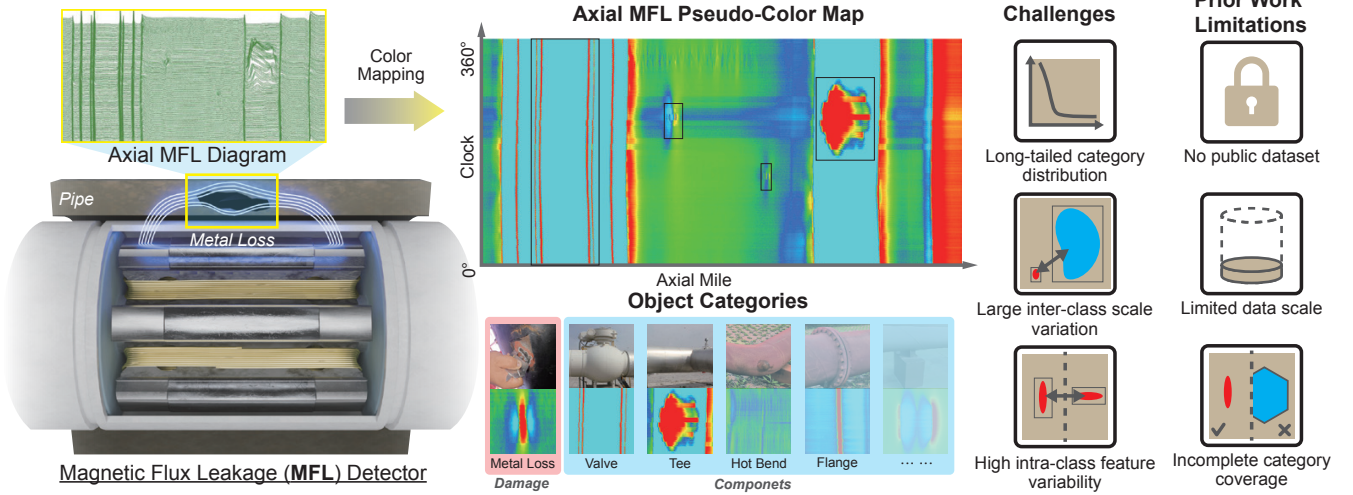 Axial MFL Diagram
Color
Mapping
Pipe
Metal Loss
Magnetic Flux Leakage (MFL) Detector
Axial MFL Pseudo-Color Map
360°
Clock
0°
Axial Mile
Object Categories
Metal Loss
Valve
Tee
Hot Bend
Flange
... ...
Damage
Componets
Challenges
Long-tailed category
distribution
Large inter-class scale
variation
High intra-class feature
variability
Prior Work
Limitations
No public dataset
Limited data scale
Incomplete category
coverage